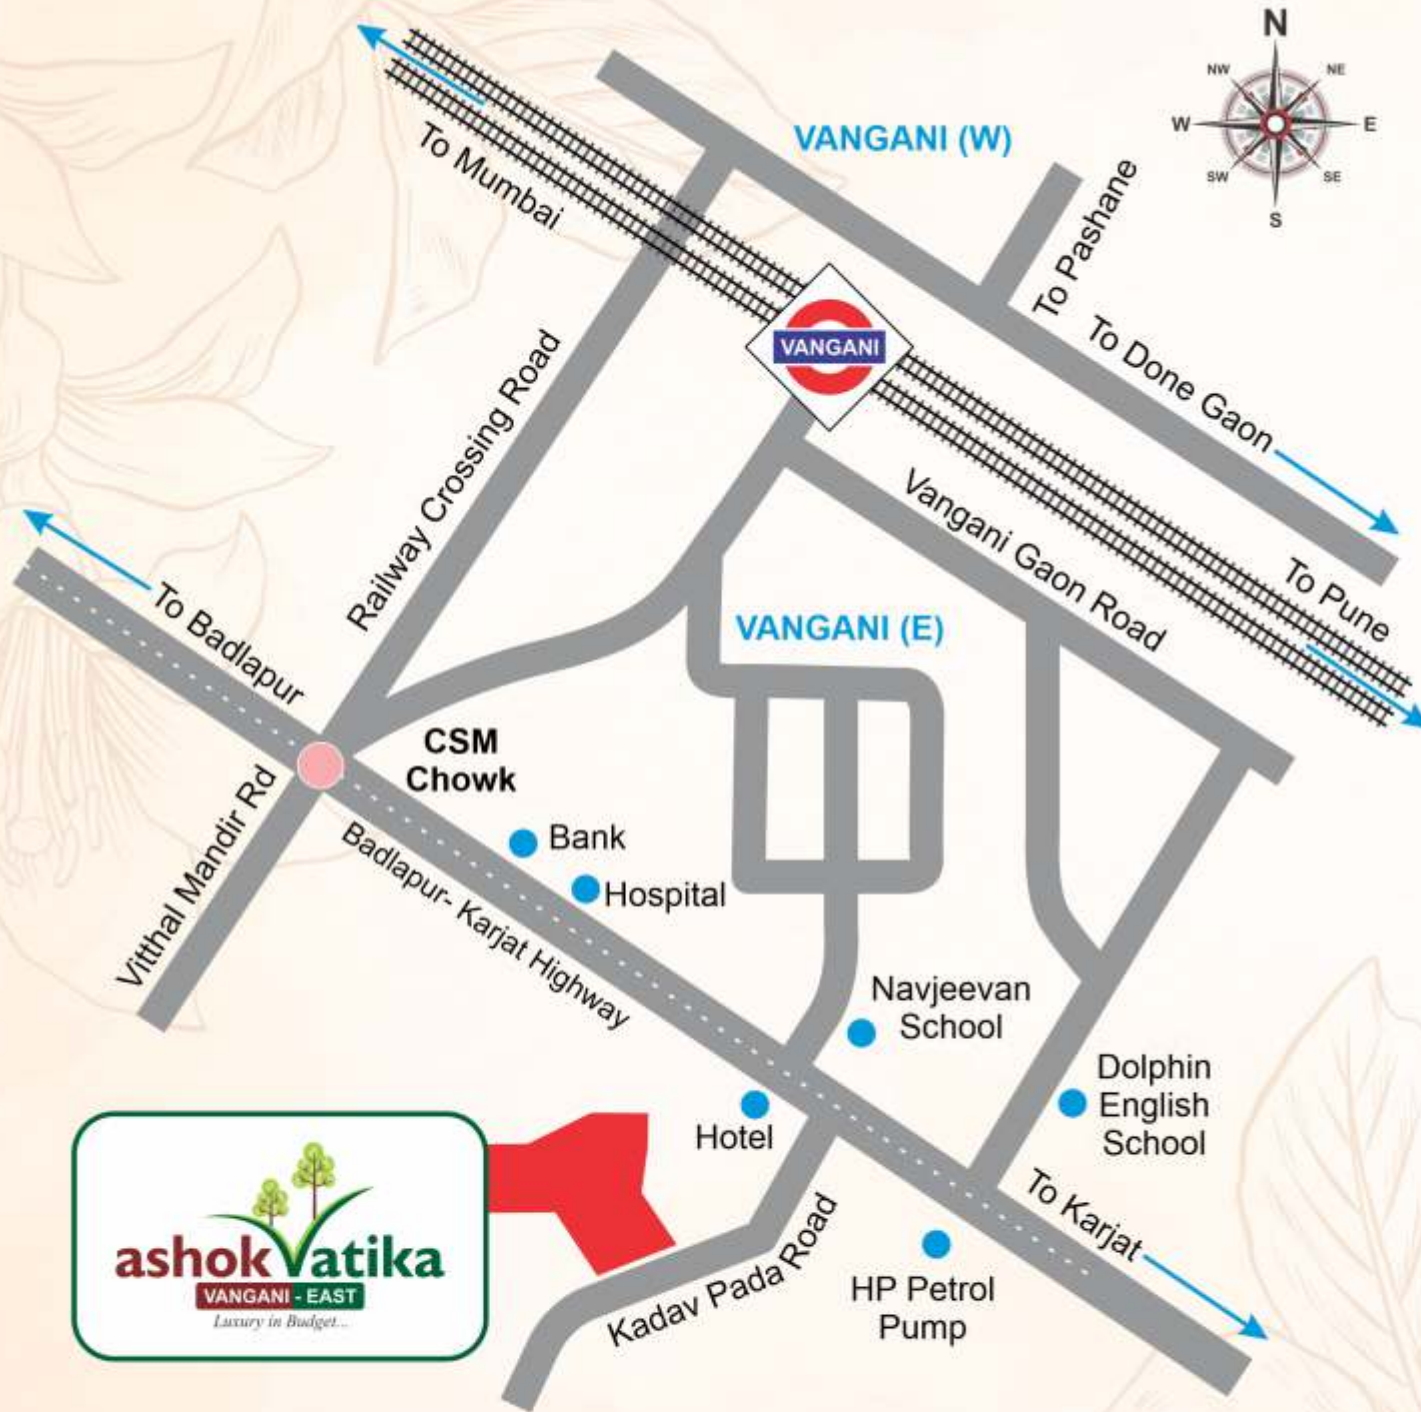 N
NW
NE
W
E
SW
SE
S
VANGANI (W)
To Mumbai
To Pashane
VANGANI
To Done Gaon
Railway Crossing Road
Vangani Gaon Road
To Pune
To Badlapur
VANGANI (E)
CSM
Chowk
Vitthal Mandir Rd
Bank
Hospital
Badlapur- Karjat Highway
Navjeevan
School
Dolphin
English
School
Hotel
To Karjat
Kadav Pada Road
HP Petrol
Pump
ashok Vatika
VANGANI - EAST
Luxury in Budget...